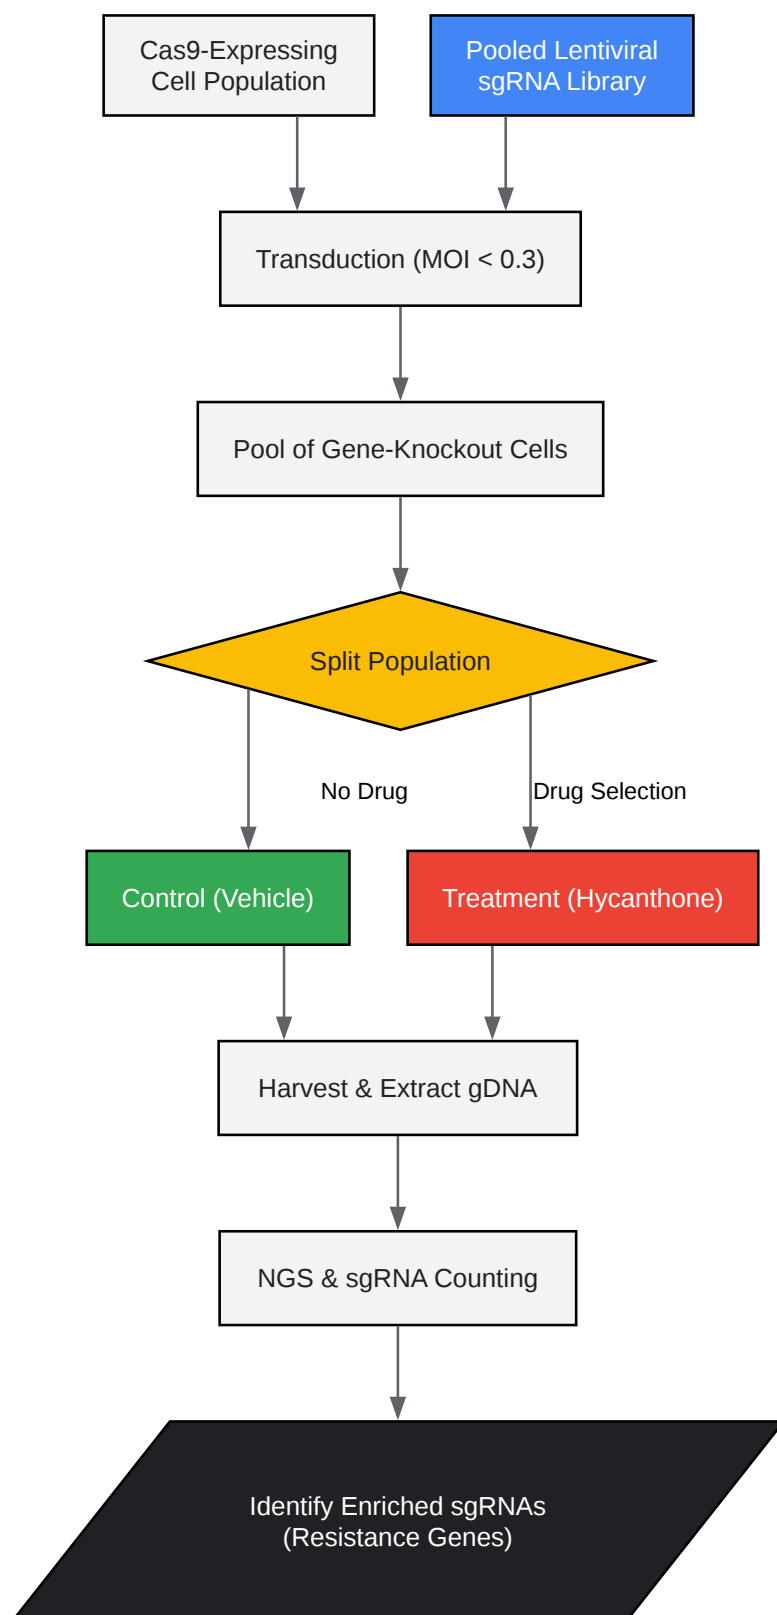 Cas9-Expressing
Cell Population
Pooled Lentiviral
sgRNA Library
Transduction (MOI < 0.3)
Pool of Gene-Knockout Cells
Split Population
No Drug
Drug Selection
Control (Vehicle)
Treatment (Hycanthone)
Harvest & Extract gDNA
NGS & sgRNA Counting
Identify Enriched sgRNAs
(Resistance Genes)